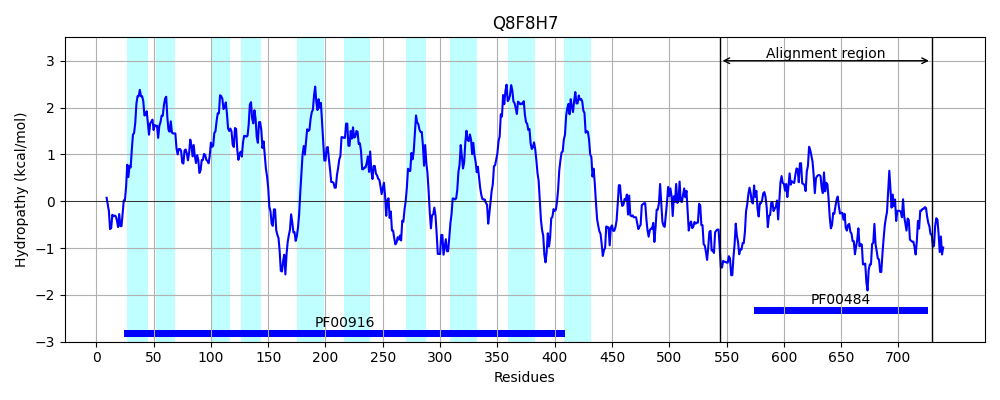 Q8F8H7
Alignment region
3
2
1
0
−1
−2
−3
Hydropathy (kcal/mol)
PF00484
PF00916
0 50 100 150 200 250 300 350 400 450 500 550 600 650 700
Residues